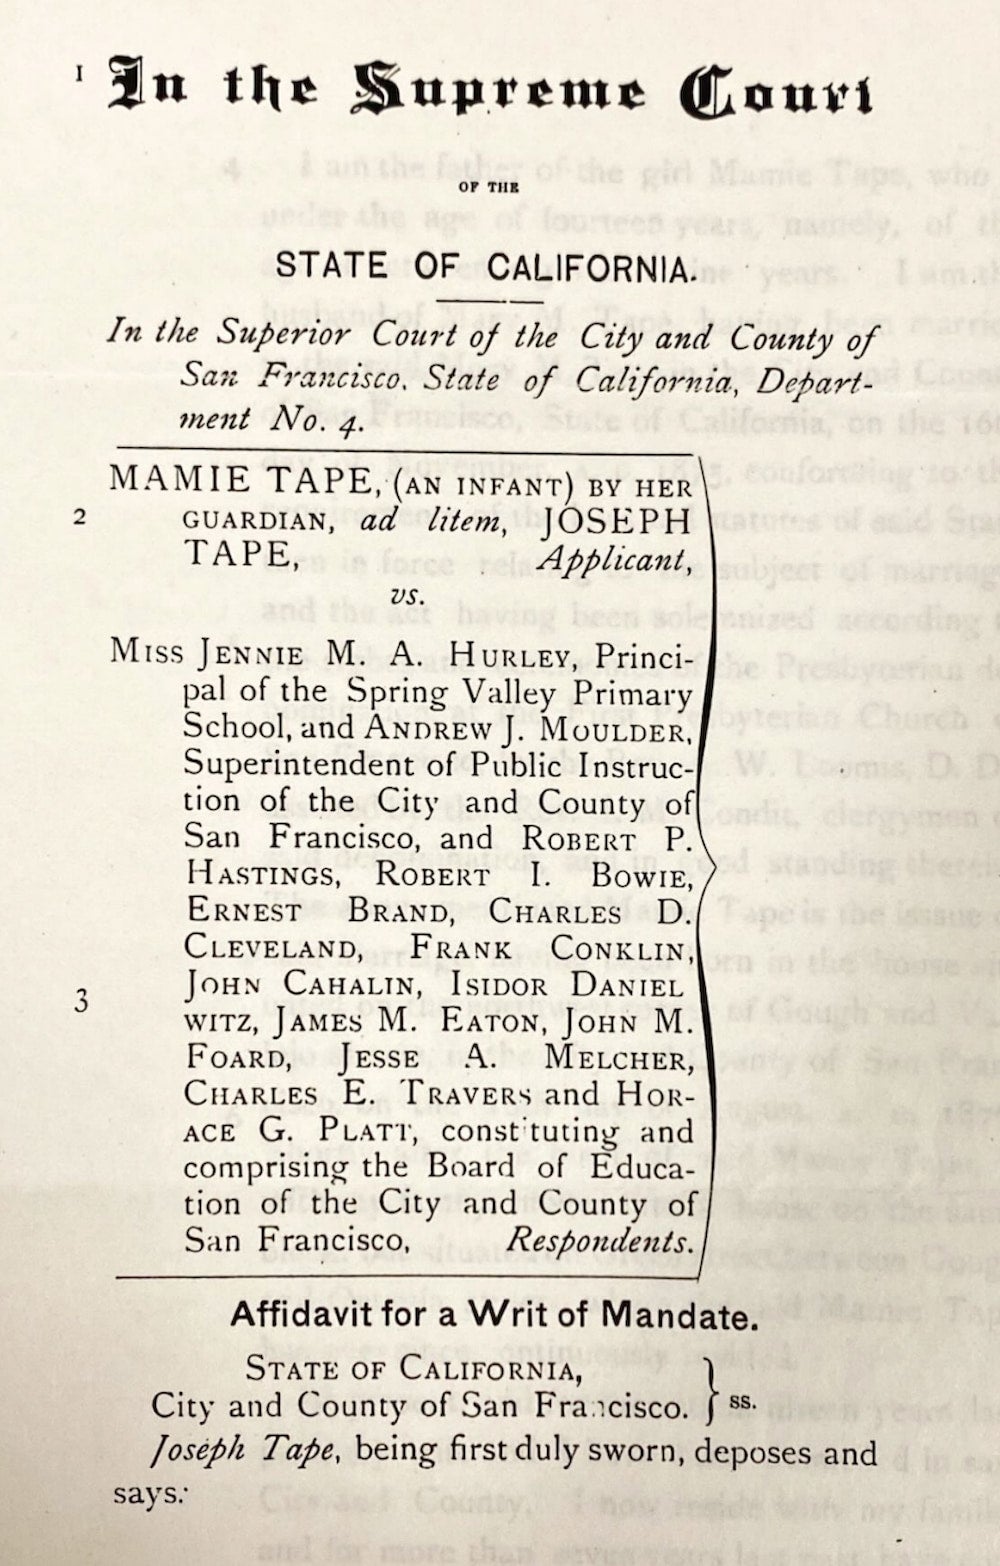 1 In the Supreme Court
OF THE
STATE OF CALIFORNIA.
In the Superior Court of the City and County of
San Francisco, State of California, Depart-
ment No. 4.
MAMIE TAPE, (AN INFANT) BY HER
2 GUARDIAN, ad litem, JOSEPH
TAPE, Applicant,
vs.
MISS JENNIE M. A. HURLEY, Princi-
pal of the Spring Valley Primary
School, and ANDREW J. MOULDER,
Superintendent of Public Instruc-
tion of the City and County of
San Francisco, and ROBERT P.
HASTINGS, ROBERT I. BOWIE,
ERNEST BRAND, CHARLES D.
CLEVELAND, FRANK CONKLIN,
3 JOHN CAHALIN, ISIDOR DANIEL
WITZ, JAMES M. EATON, JOHN M.
FOARD, JESSE A. MELCHER,
CHARLES E. TRAVERS and HOR-
ACE G. PLATT, constituting and
comprising the Board of Educa-
tion of the City and County of
San Francisco, Respondents.
Affidavit for a Writ of Mandate.
STATE OF CALIFORNIA,
City and County of San Francisco. } ss.
Joseph Tape, being first duly sworn, deposes and
says: